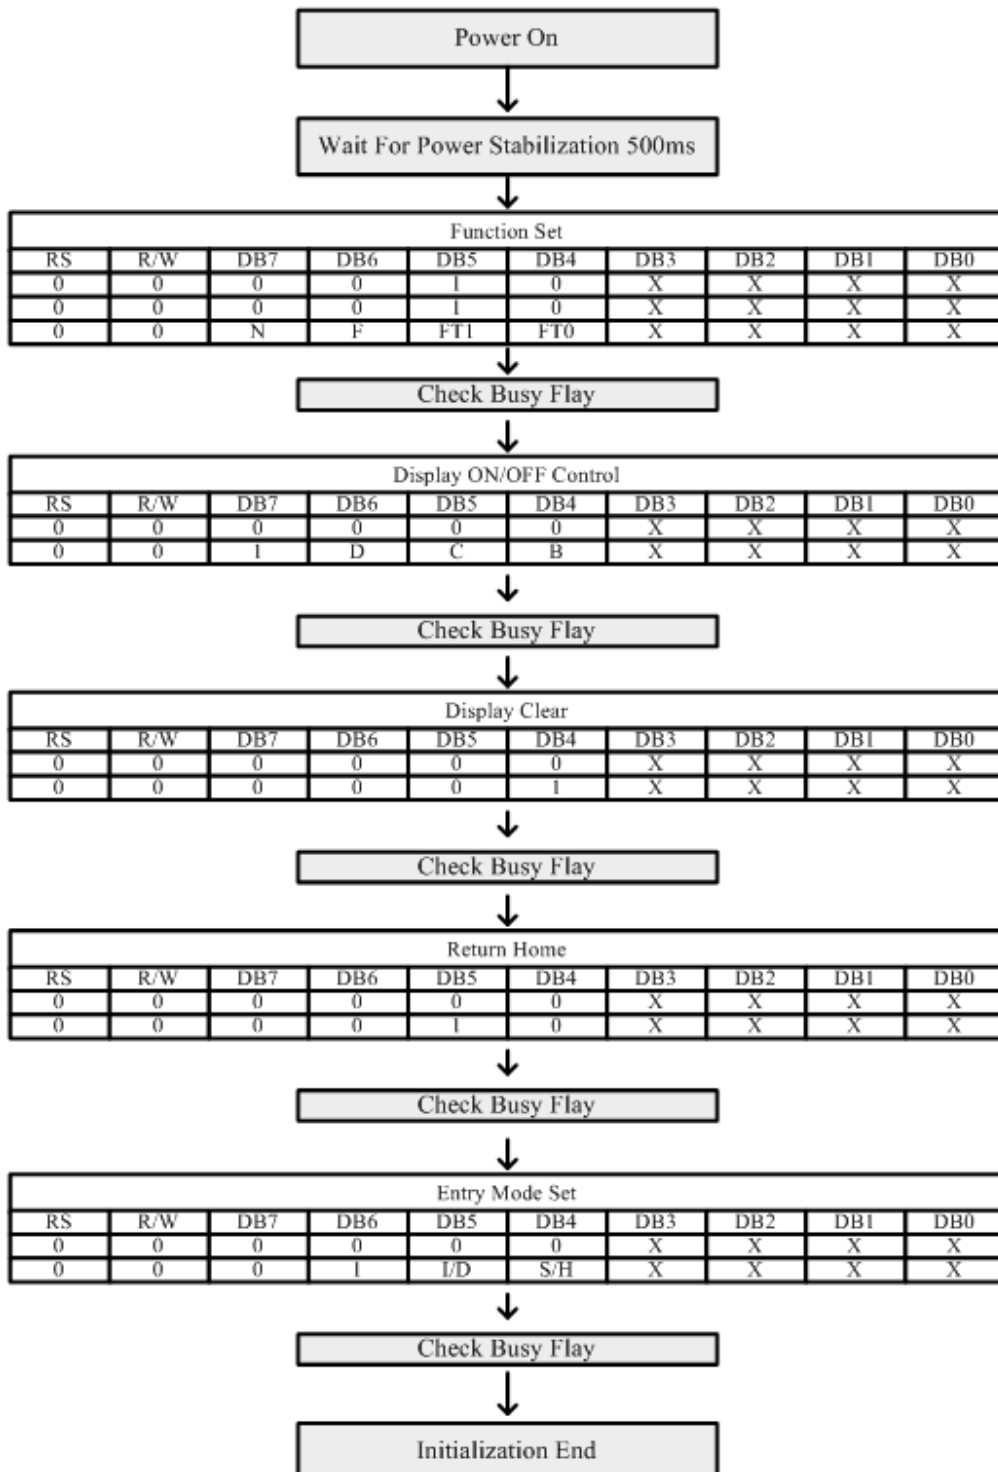 Power On
Wait For Power Stabilization 500ms
Function Set
RS R/W DB7 DB6 DB5 DB4 DB3 DB2 DB1 DB0
0 0 0 0 1 0 X X X X
0 0 0 0 1 0 X X X X
0 0 N F FT1 FT0 X X X X
Check Busy Flay
Display ON/OFF Control
RS R/W DB7 DB6 DB5 DB4 DB3 DB2 DB1 DB0
0 0 0 0 0 0 X X X X
0 0 1 D C B X X X X
Check Busy Flay
Display Clear
RS R/W DB7 DB6 DB5 DB4 DB3 DB2 DB1 DB0
0 0 0 0 0 0 X X X X
0 0 0 0 0 1 X X X X
Check Busy Flay
Return Home
RS R/W DB7 DB6 DB5 DB4 DB3 DB2 DB1 DB0
0 0 0 0 0 0 X X X X
0 0 0 0 1 0 X X X X
Check Busy Flay
Entry Mode Set
RS R/W DB7 DB6 DB5 DB4 DB3 DB2 DB1 DB0
0 0 0 0 0 0 X X X X
0 0 0 1 I/D S/H X X X X
Check Busy Flay
Initialization End